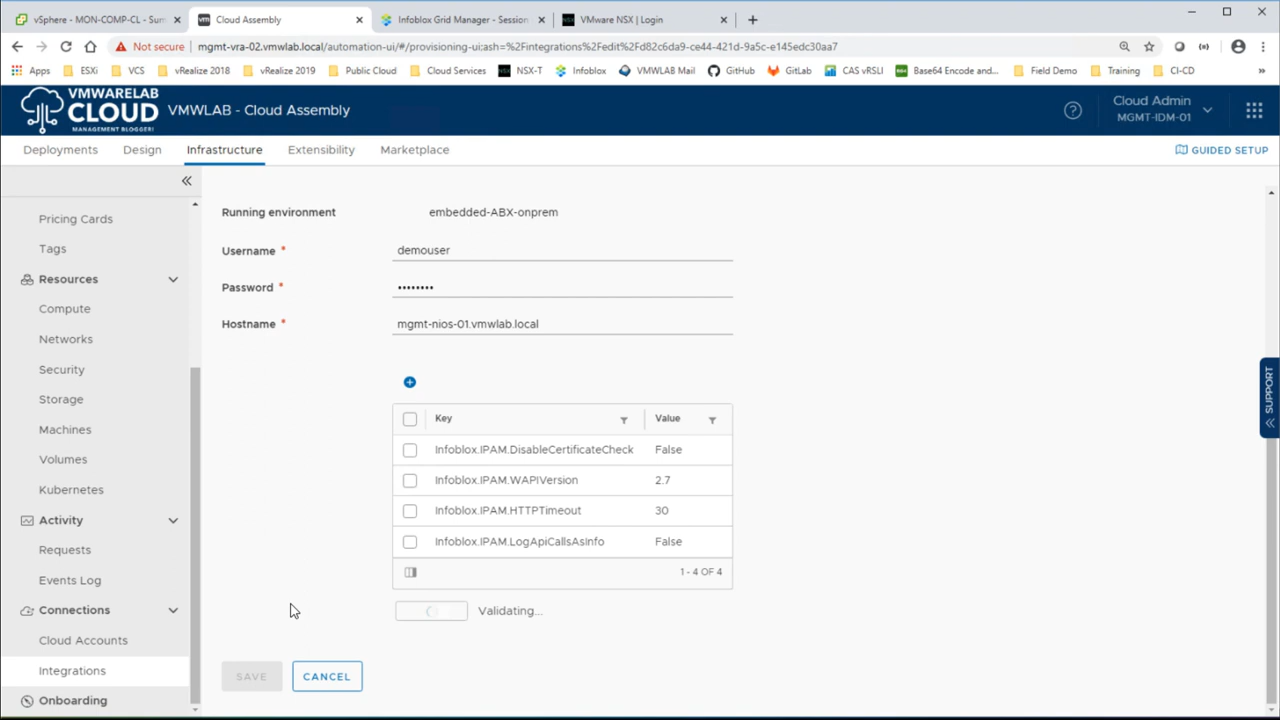 vSphere - MON-COMP-CL - Sum
Cloud Assembly
Infoblox Grid Manager - Session
VMware NSX | Login
Not secure
mgmt-vra-02.vmwlab.local/automation-ui/#/provisioning-ui;ash=%2Fintegrations%2Fedit%2Fd82c6da9-ce44-421d-9a5c-e145edc30aa7
Apps
ESXi
VCS
vRealize 2018
vRealize 2019
Public Cloud
Cloud Services
NSX-T
Infoblox
VMWLAB Mail
GitHub
GitLab
CAS vRSLI
Base64 Encode and...
Field Demo
Training
CI-CD
»
VMWARELAB
CLOUD
MANAGEMENT BLOGGER!
VMWLAB - Cloud Assembly
Cloud Admin
MGMT-IDM-01
Deployments
Design
Infrastructure
Extensibility
Marketplace
GUIDED SETUP
Pricing Cards
Tags
Resources
Compute
Networks
Security
Storage
Machines
Volumes
Kubernetes
Activity
Requests
Events Log
Connections
Cloud Accounts
Integrations
Onboarding
Running environment
embedded-ABX-onprem
Username *
demouser
Password *
••••••••
Hostname *
mgmt-nios-01.vmwlab.local
Key
Value
Infoblox.IPAM.DisableCertificateCheck
False
Infoblox.IPAM.WAPIVersion
2.7
Infoblox.IPAM.HTTPTimeout
30
Infoblox.IPAM.LogApiCallsAsInfo
False
1 - 4 OF 4
Validating...
SAVE
CANCEL
SUPPORT